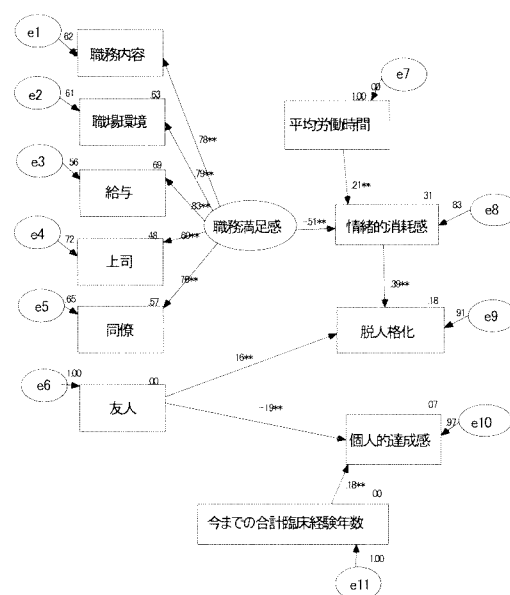 e1
.62
職務内容
e2
.61
.63
職場環境
e3
.56
.69
給与
e4
.72
.48
上司
e5
.65
.57
同僚
e6
1.00
.00
友人
.78**
.79**
.83**
.69**
.76**
職務満足感
e7
.00
1.00
平均労働時間
.21**
-.51**
.31
情緒的消耗感
.83
e8
.39**
.18
脱人格化
.91
e9
.16**
-.19**
.07
個人的達成感
.97
e10
.18**
.00
今までの合計臨床経験年数
1.00
e11